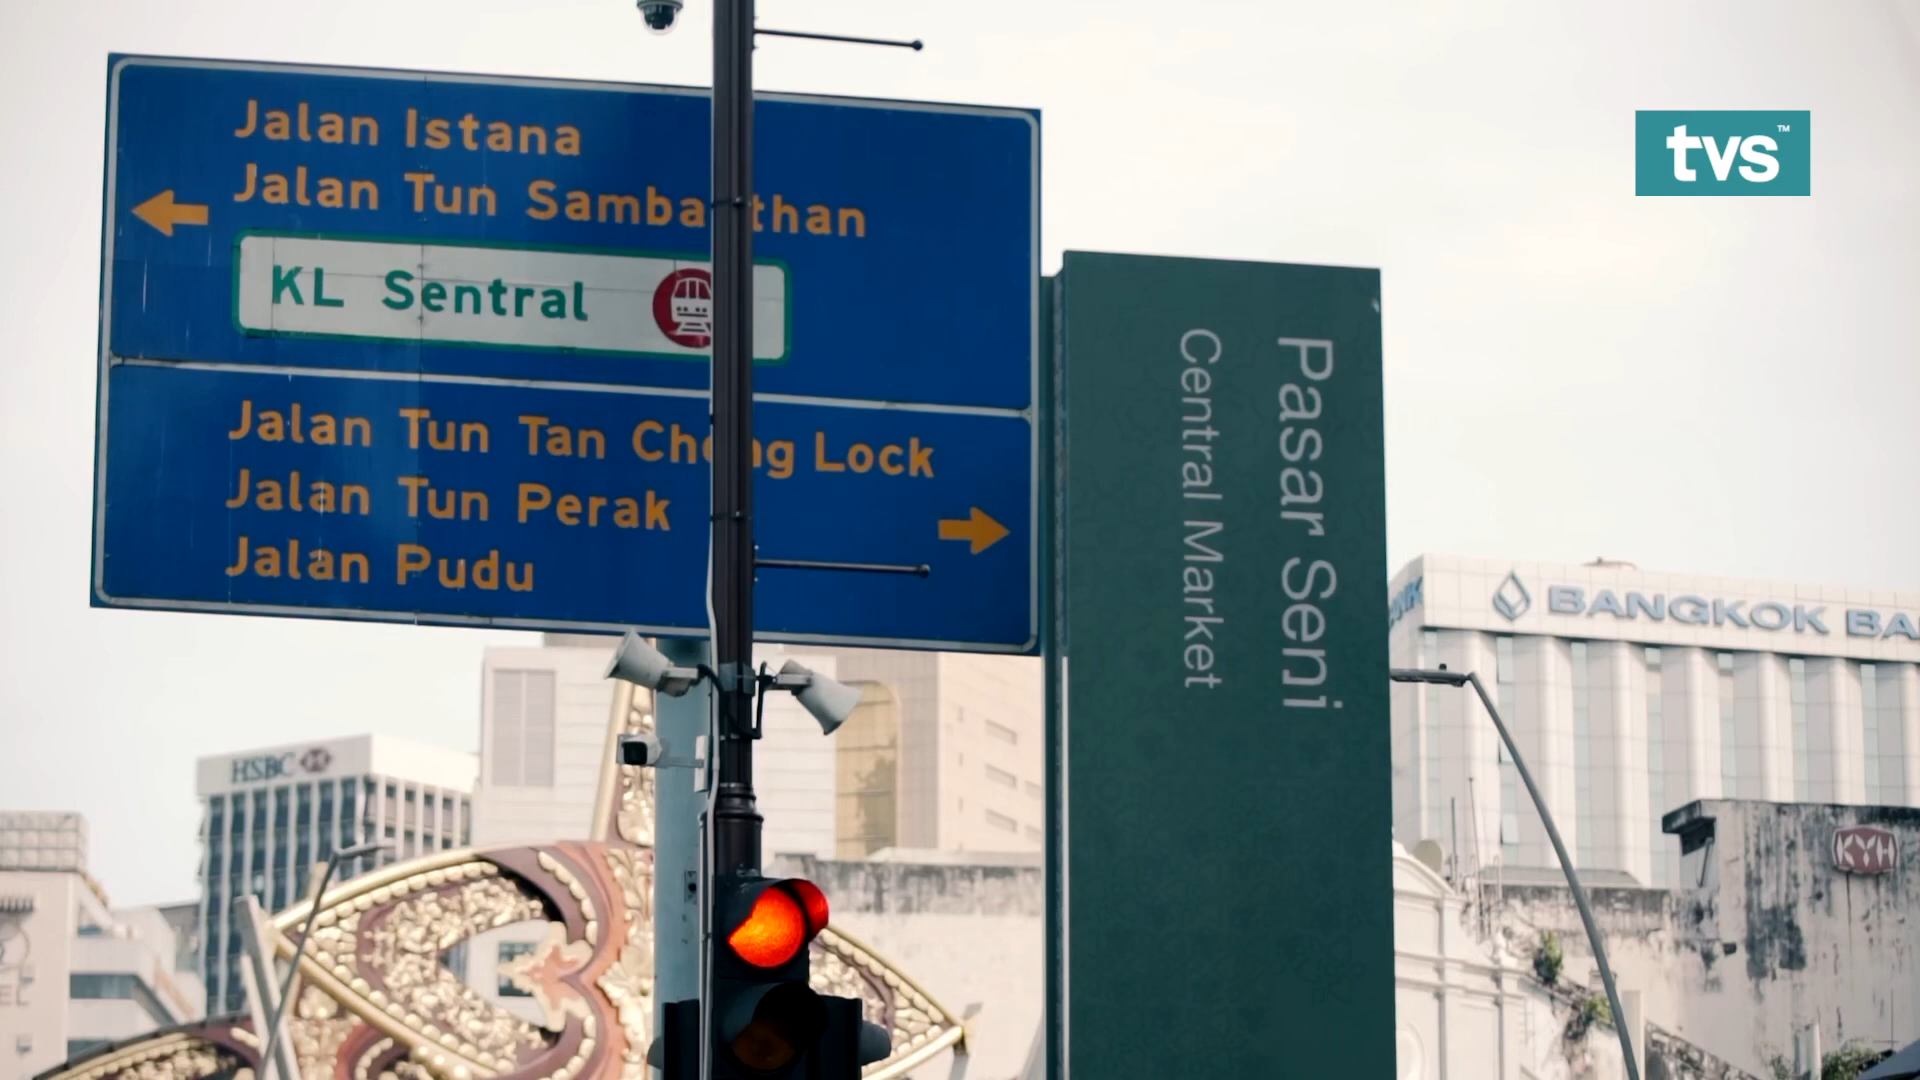 Jalan Istana
Jalan Tun Sambanthan
KL Sentral
Jalan Tun Tan Cheng Lock
Jalan Tun Perak
Jalan Pudu
Pasar Seni
Central Market
tvs™
BANGKOK BA
HSBC
KYH